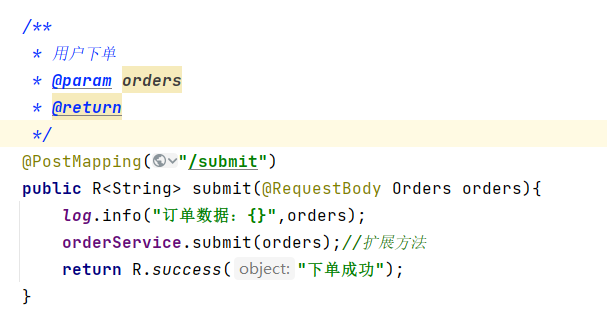 /**
 * 用户下单
 * @param orders
 * @return
 */
@PostMapping("/submit")
public R<String> submit(@RequestBody Orders orders){
    log.info("订单数据：{}",orders);
    orderService.submit(orders);//扩展方法
    return R.success( object: "下单成功");
}